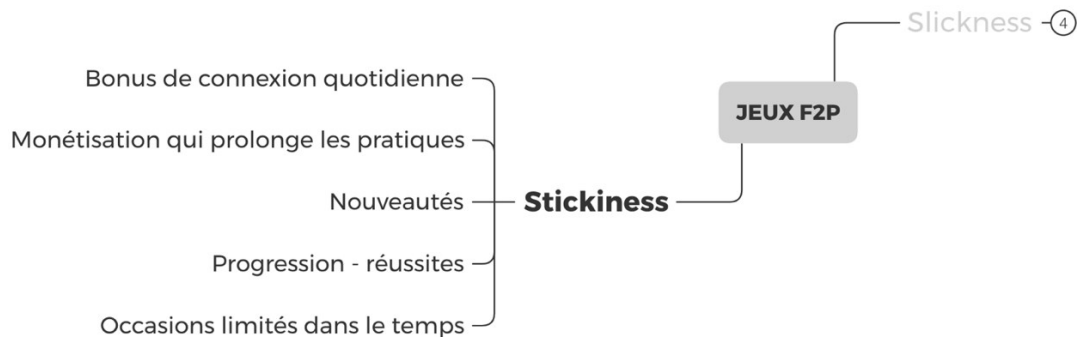 Slickness 4
Bonus de connexion quotidienne
JEUX F2P
Monétisation qui prolonge les pratiques
Nouveautés
Stickiness
Progression - réussites
Occasions limités dans le temps